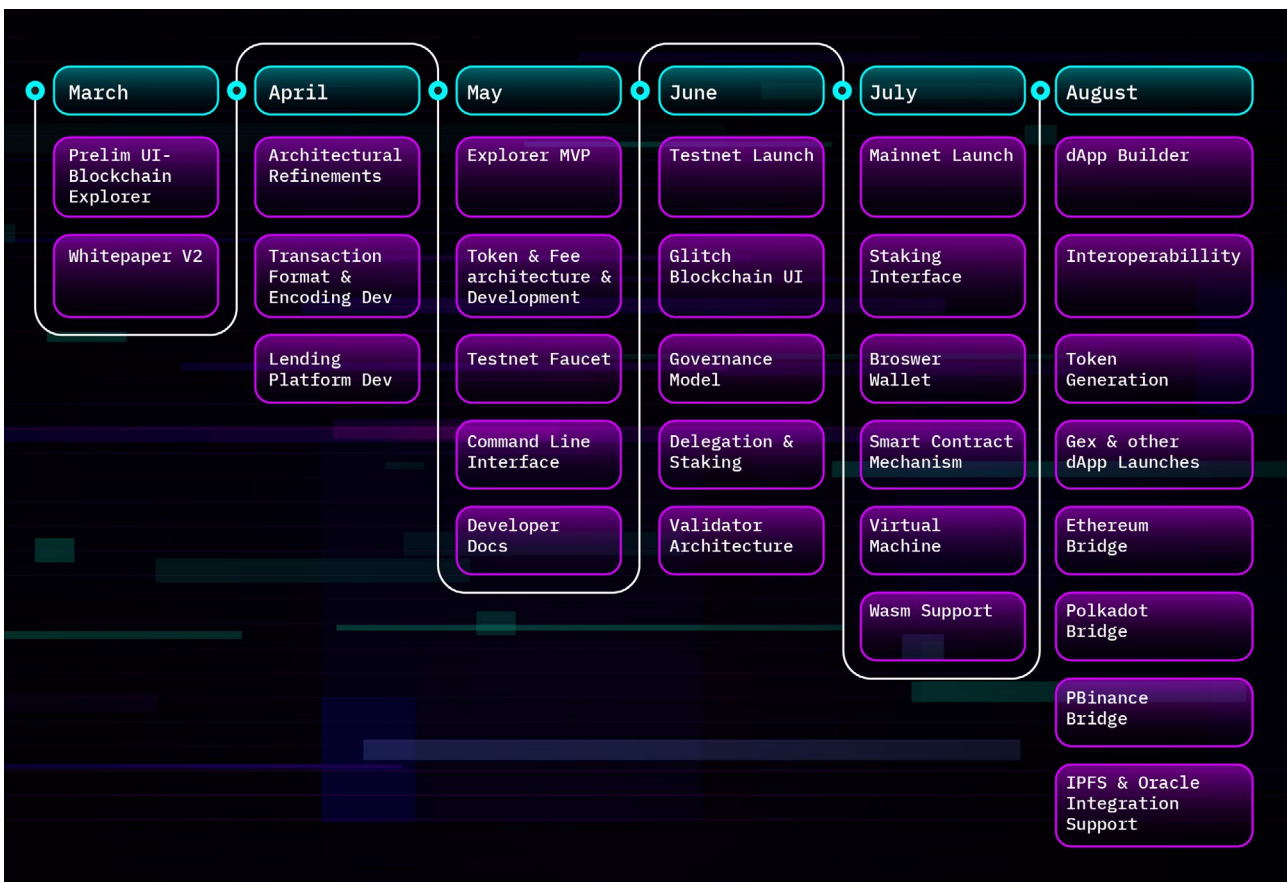 March
Prelim UI-
Blockchain
Explorer
Whitepaper V2
April
Architectural
Refinements
Transaction
Format &
Encoding Dev
Lending
Platform Dev
May
Explorer MVP
Token & Fee
architecture &
Development
Testnet Faucet
Command Line
Interface
Developer
Docs
June
Testnet Launch
Glitch
Blockchain UI
Governance
Model
Delegation &
Staking
Validator
Architecture
July
Mainnet Launch
Staking
Interface
Broswer
Wallet
Smart Contract
Mechanism
Virtual
Machine
Wasm Support
August
dApp Builder
Interoperabillity
Token
Generation
Gex & other
dApp Launches
Ethereum
Bridge
Polkadot
Bridge
PBinance
Bridge
IPFS & Oracle
Integration
Support